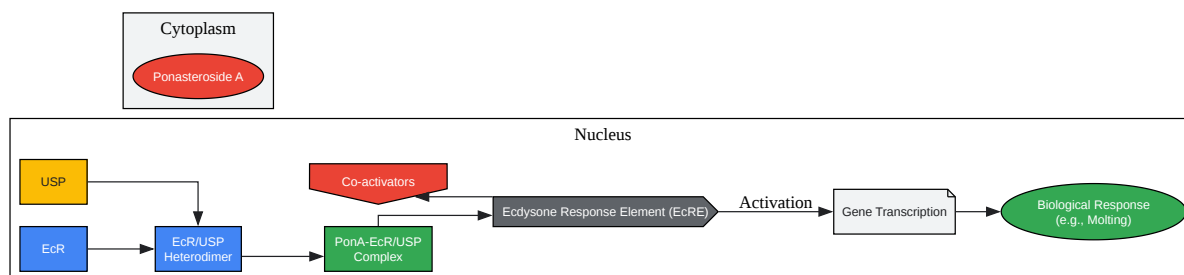 Cytoplasm
Ponasteroside A
Nucleus
USP
Co-activators
Ecdysone Response Element (EcRE)
Activation
Gene Transcription
Biological Response
(e.g., Molting)
EcR
EcR/USP
Heterodimer
PonA-EcR/USP
Complex